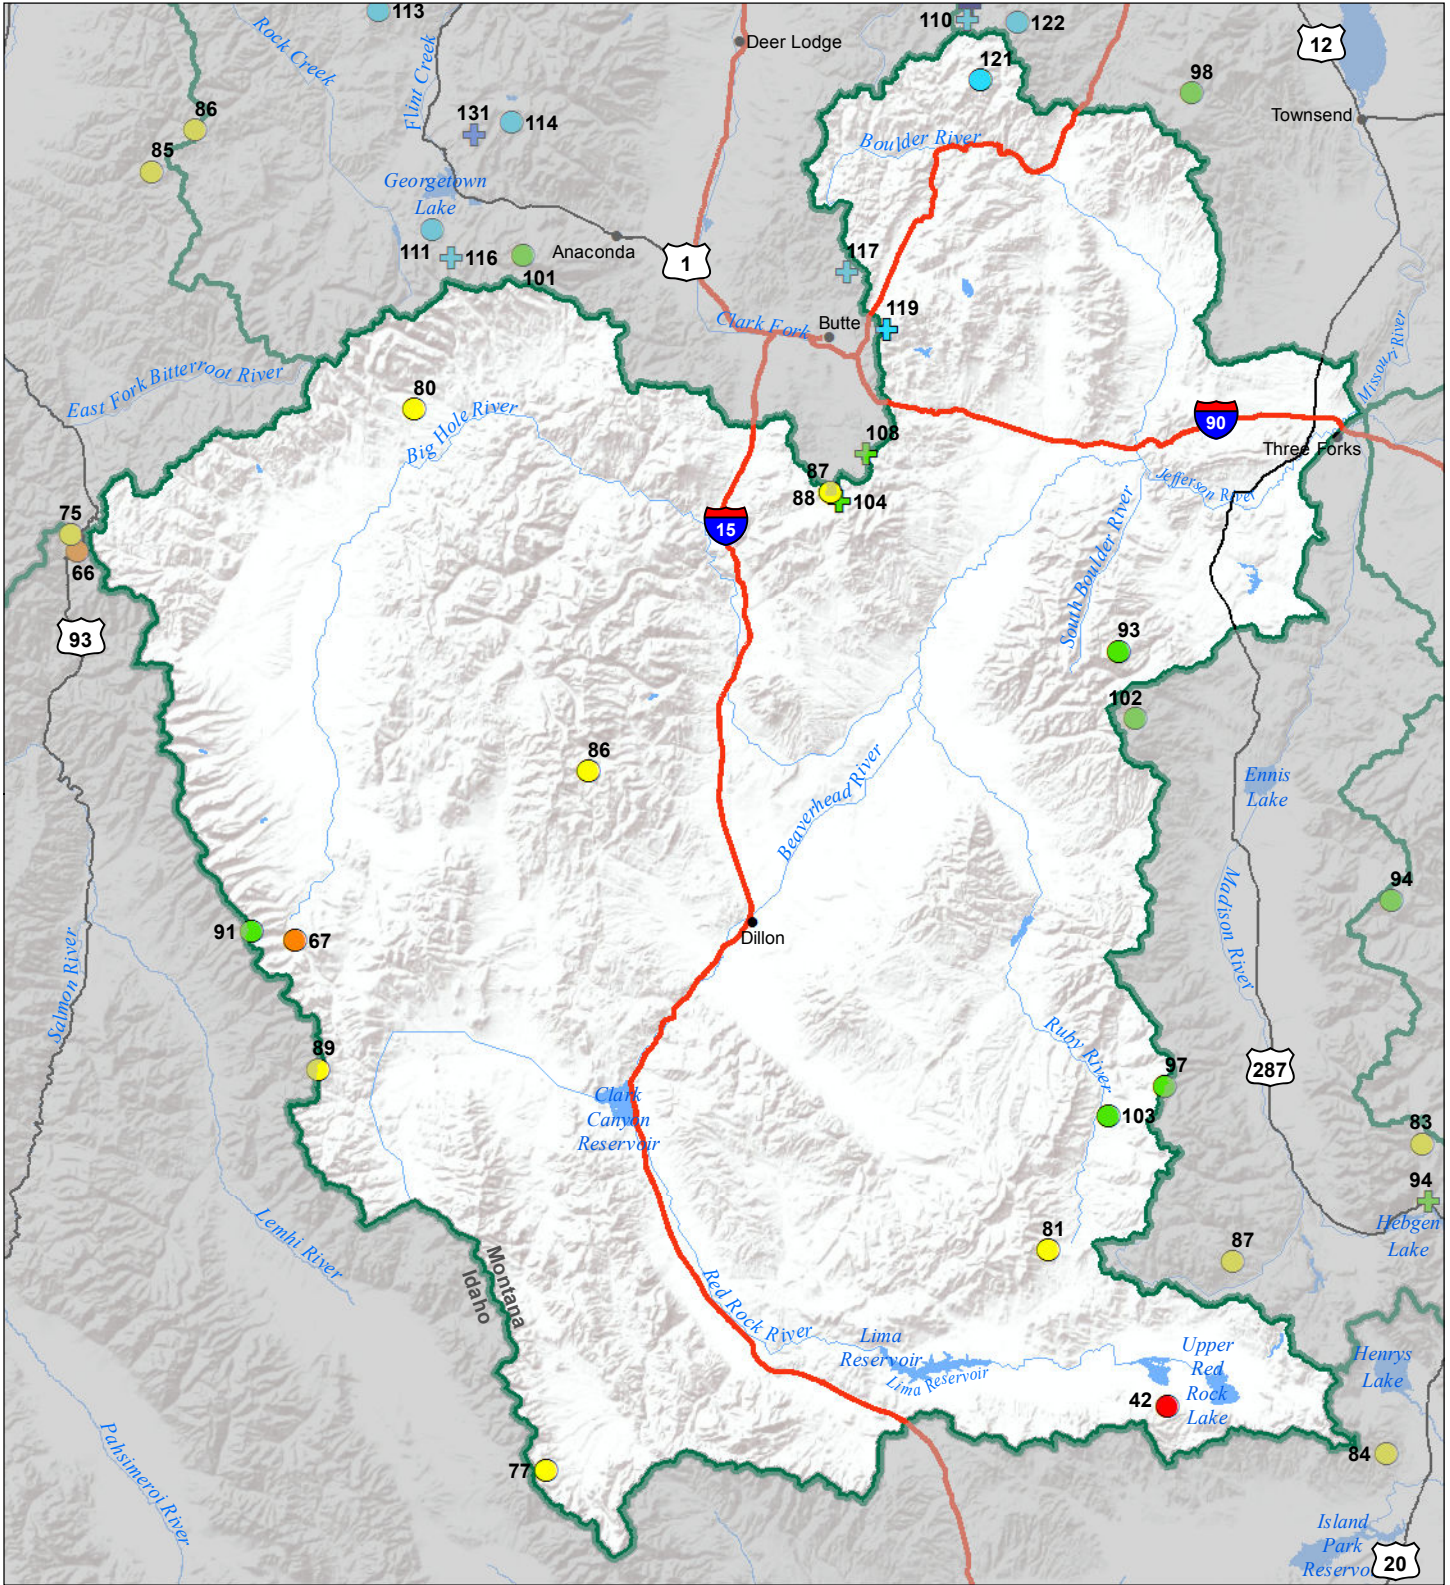 113
Rock Creek
Flint Creek
Deer Lodge
110
122
12
121
98
Townsend
86
131
114
85
Boulder River
Georgetown
Lake
111
116
101
Anaconda
1
117
119
Clark Fork
Butte
Missouri River
East Fork Bitterroot River
80
Big Hole River
90
Three Forks
108
87
88
104
15
Jefferson River
South Boulder River
75
66
93
93
102
86
Ennis
Lake
Beaverhead River
94
Madison River
91
67
Dillon
Salmon River
Ruby River
89
97
287
Clark
Canyon
Reservoir
103
83
94
Hebgen
Lake
Lemhi River
Montana
Idaho
81
87
Red Rock River
Lima
Reservoir
Lima Reservoir
Upper
Red
Rock
Lake
Henrys
Lake
42
84
77
Pahsimeroi River
Island
Park
Reservo
20